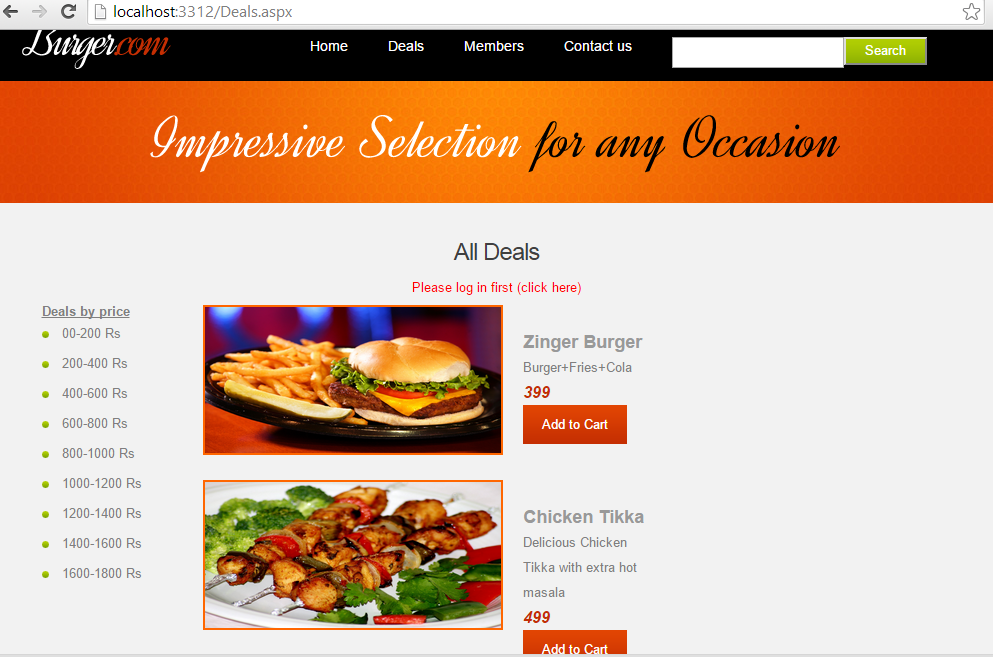 localhost:3312/Deals.aspx
Burger.com
Home Deals Members Contact us Search
Impressive Selection for any Occasion
All Deals
Please log in first (click here)
Deals by price
00-200 Rs
200-400 Rs
400-600 Rs
600-800 Rs
800-1000 Rs
1000-1200 Rs
1200-1400 Rs
1400-1600 Rs
1600-1800 Rs
Zinger Burger
Burger+Fries+Cola
399
Add to Cart
Chicken Tikka
Delicious Chicken
Tikka with extra hot
masala
499
Add to Cart